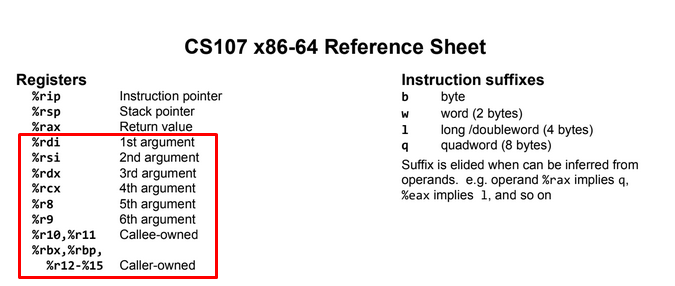 CS107 x86-64 Reference Sheet
Registers
%rip Instruction pointer
%rsp Stack pointer
%rax Return value
%rdi 1st argument
%rsi 2nd argument
%rdx 3rd argument
%rcx 4th argument
%r8 5th argument
%r9 6th argument
%r10,%r11 Callee-owned
%rbx,%rbp,
%r12-%15 Caller-owned
Instruction suffixes
b byte
w word (2 bytes)
l long /doubleword (4 bytes)
q quadword (8 bytes)
Suffix is elided when can be inferred from
operands. e.g. operand %rax implies q,
%eax implies l, and so on